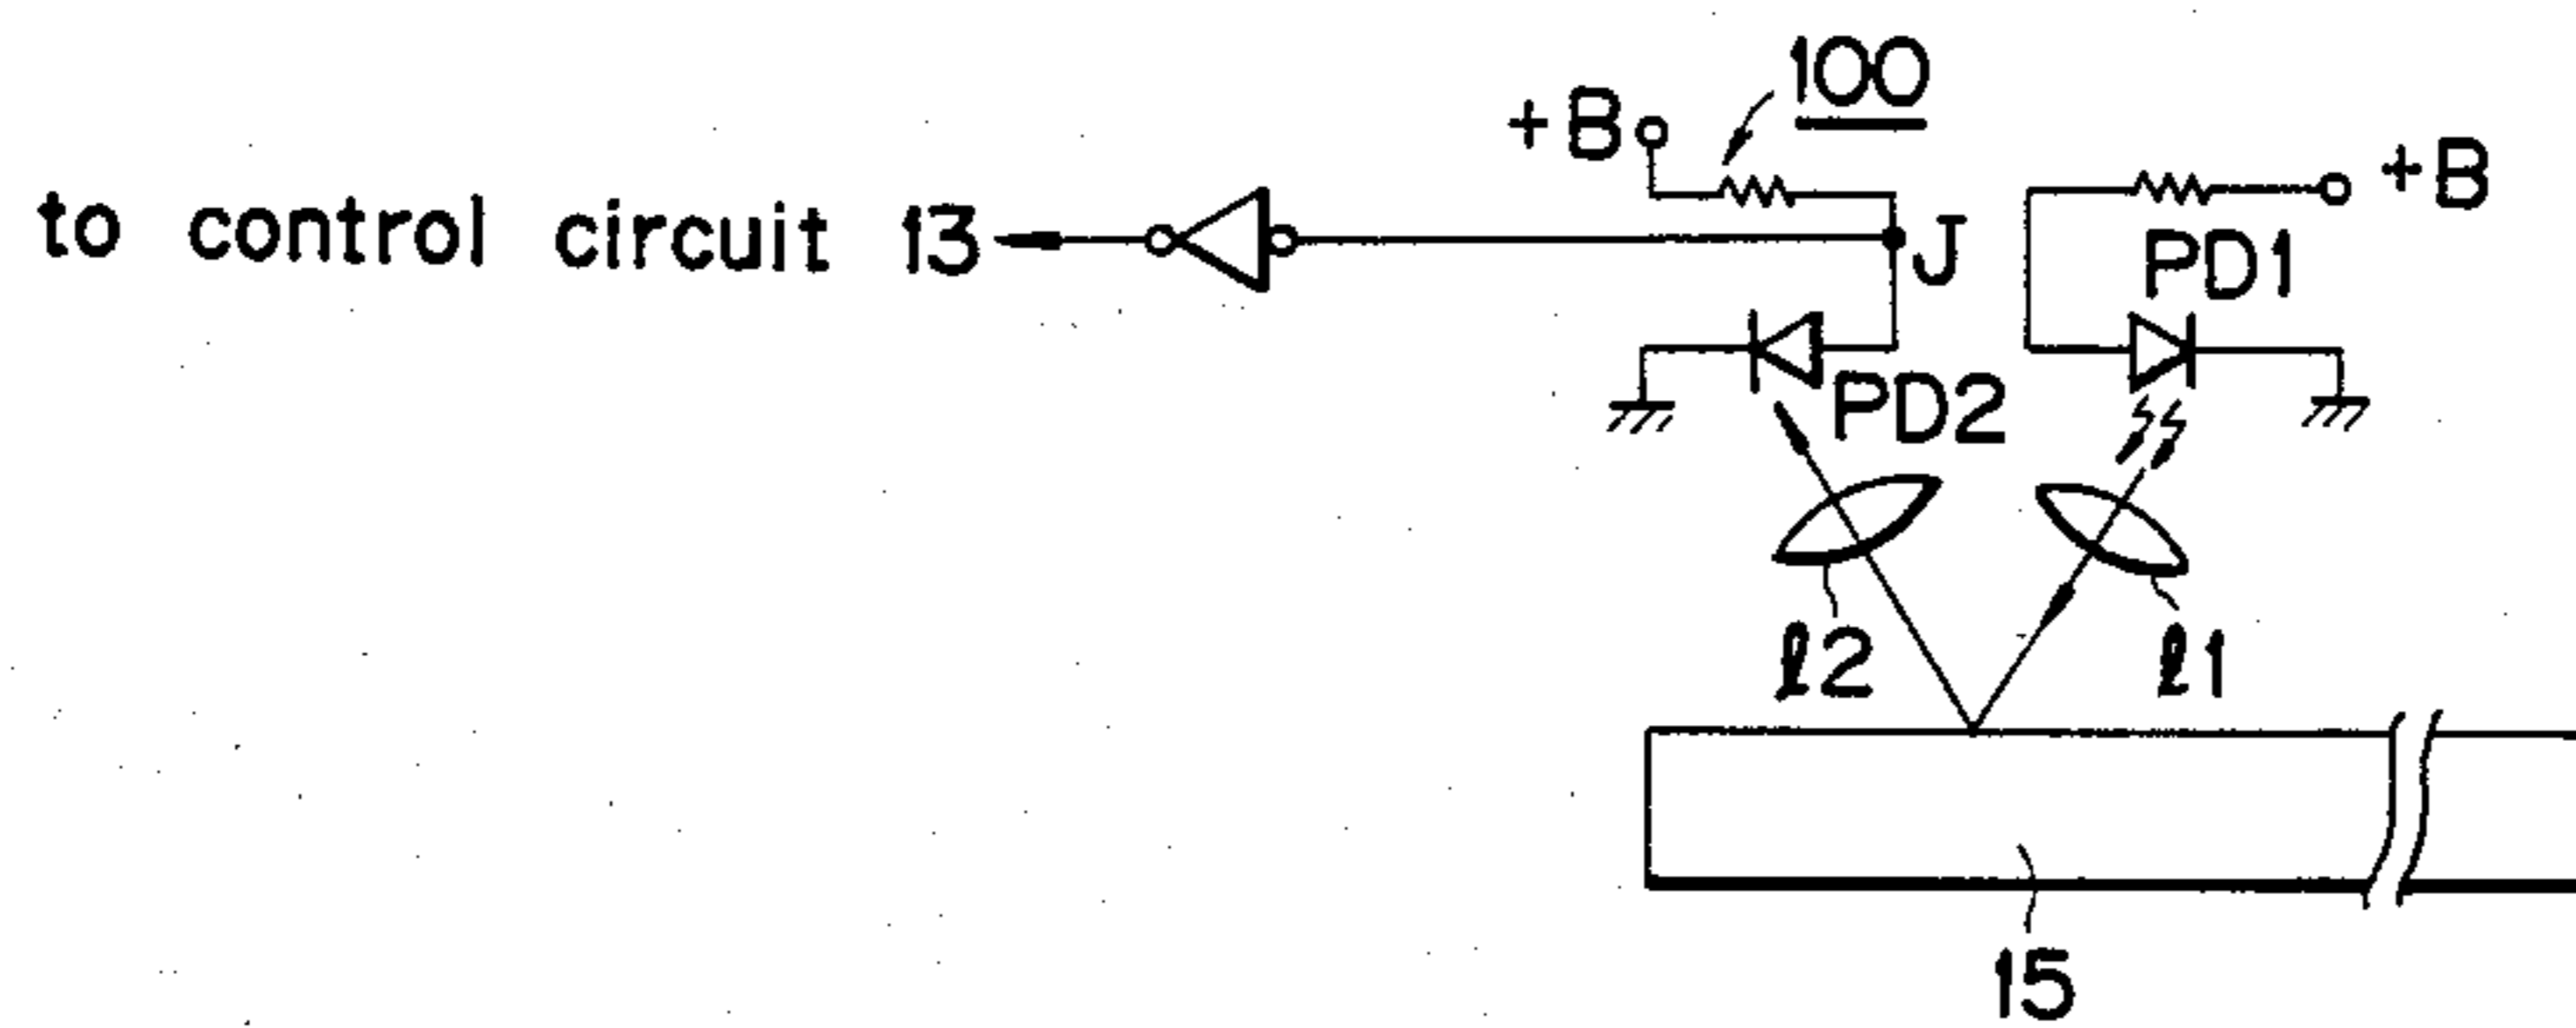 100
+B
+B
to control circuit 13
J
PD1
PD2
ℓ2
ℓ1
15